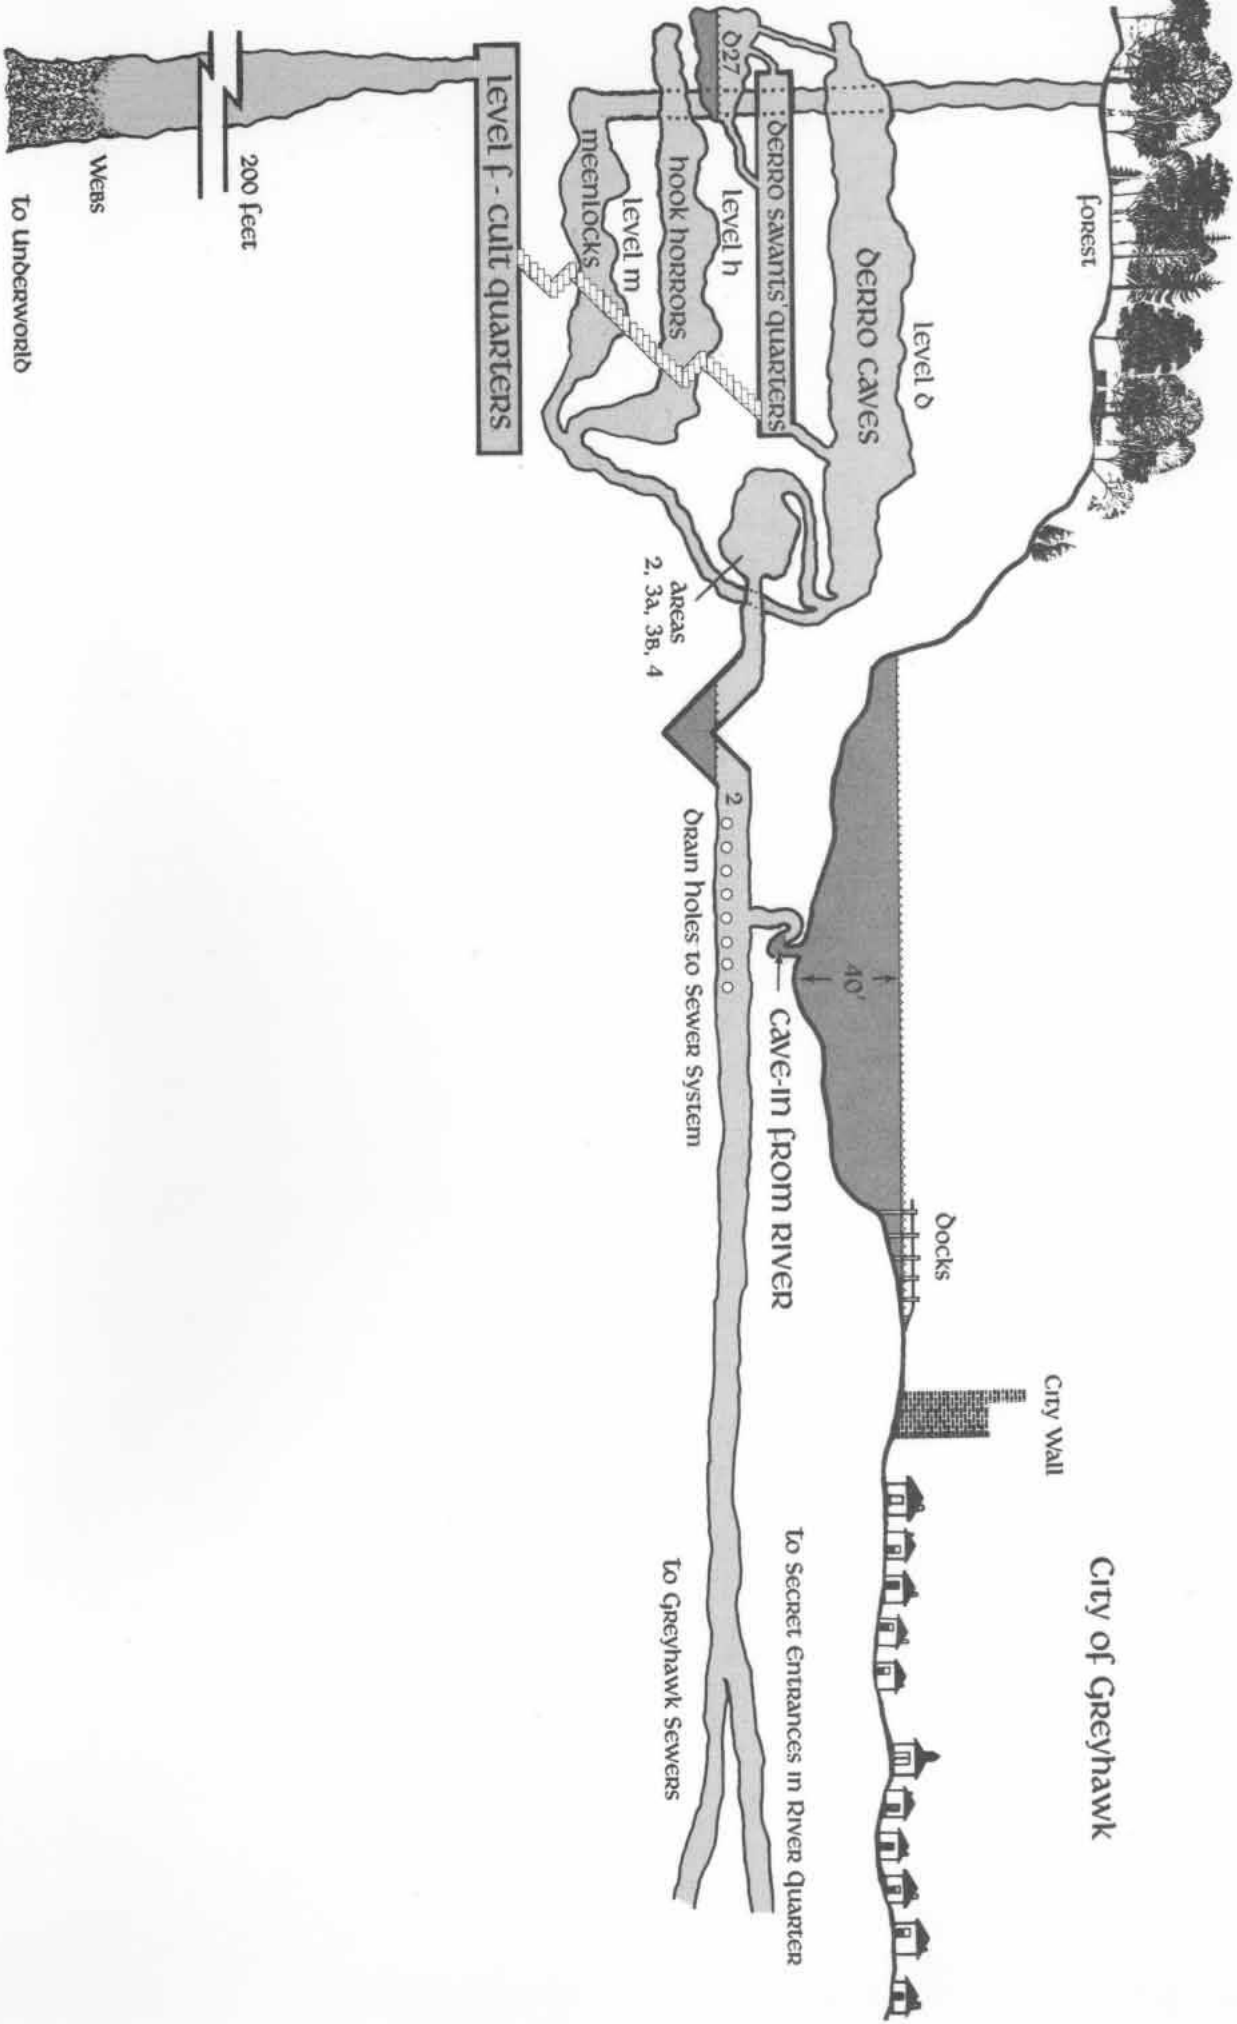 City of Greyhawk
forest
City Wall
docks
level d
derro caves
40'
cave-in from river
to Secret Entrances in River Quarter
derro savants' quarters
d27
level h
2
drain holes to Sewer System
hook horrors
areas
2, 3a, 3b, 4
to Greyhawk Sewers
level m
meenlocks
level f - cult quarters
200 feet
Webs
to underworld